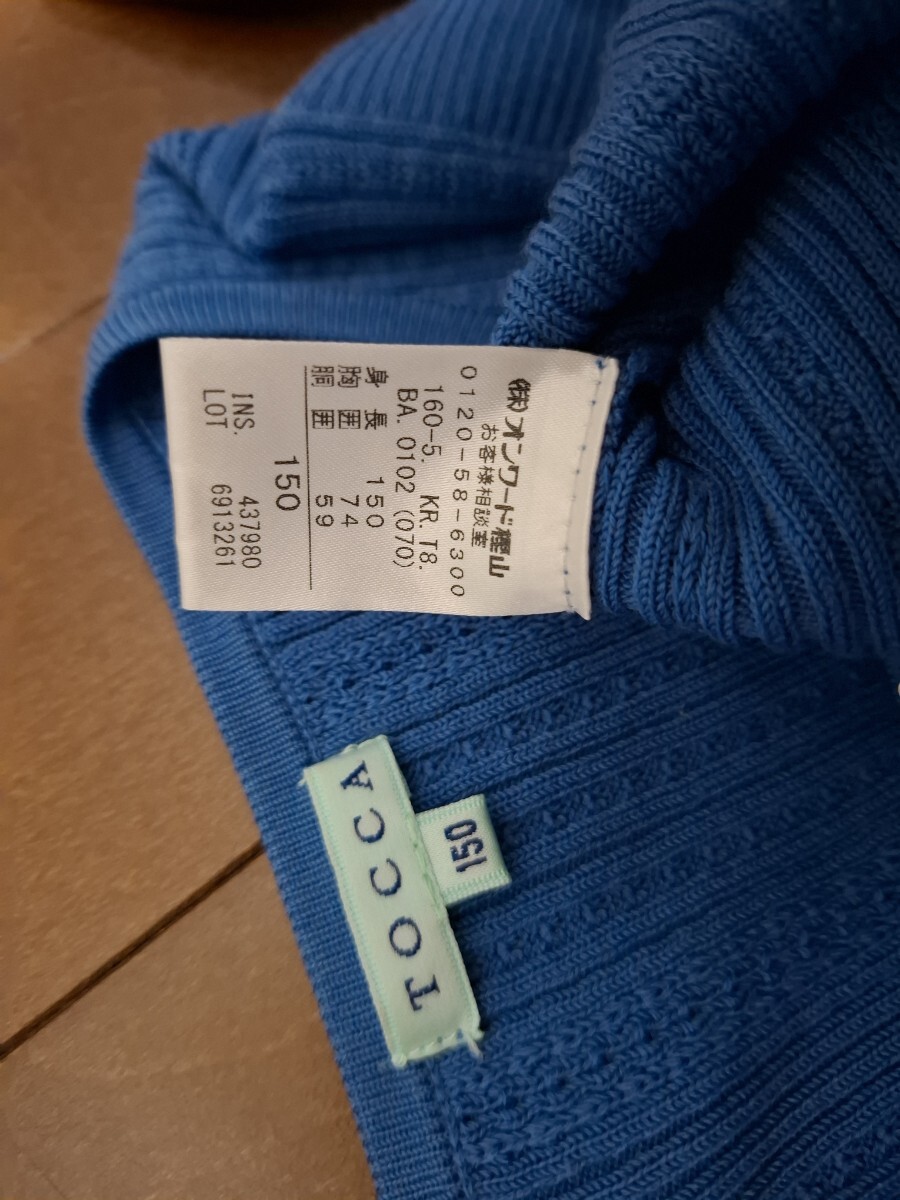 (株)オンワード樫山
お客様相談室
0120-58-6300
160-5. KR. T8.
BA. 0102 (070)
身長 150
胸囲 74
胴囲 59
150
INS. 437980
LOT 6913261
TOCCA
150